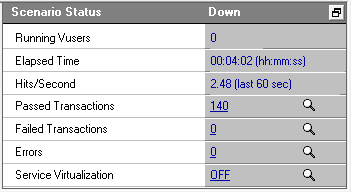 Scenario Status Down
Running Vusers 0
Elapsed Time 00:04:02 (hh:mm:ss)
Hits/Second 2.48 (last 60 sec)
Passed Transactions 140
Failed Transactions 0
Errors 0
Service Virtualization OFF